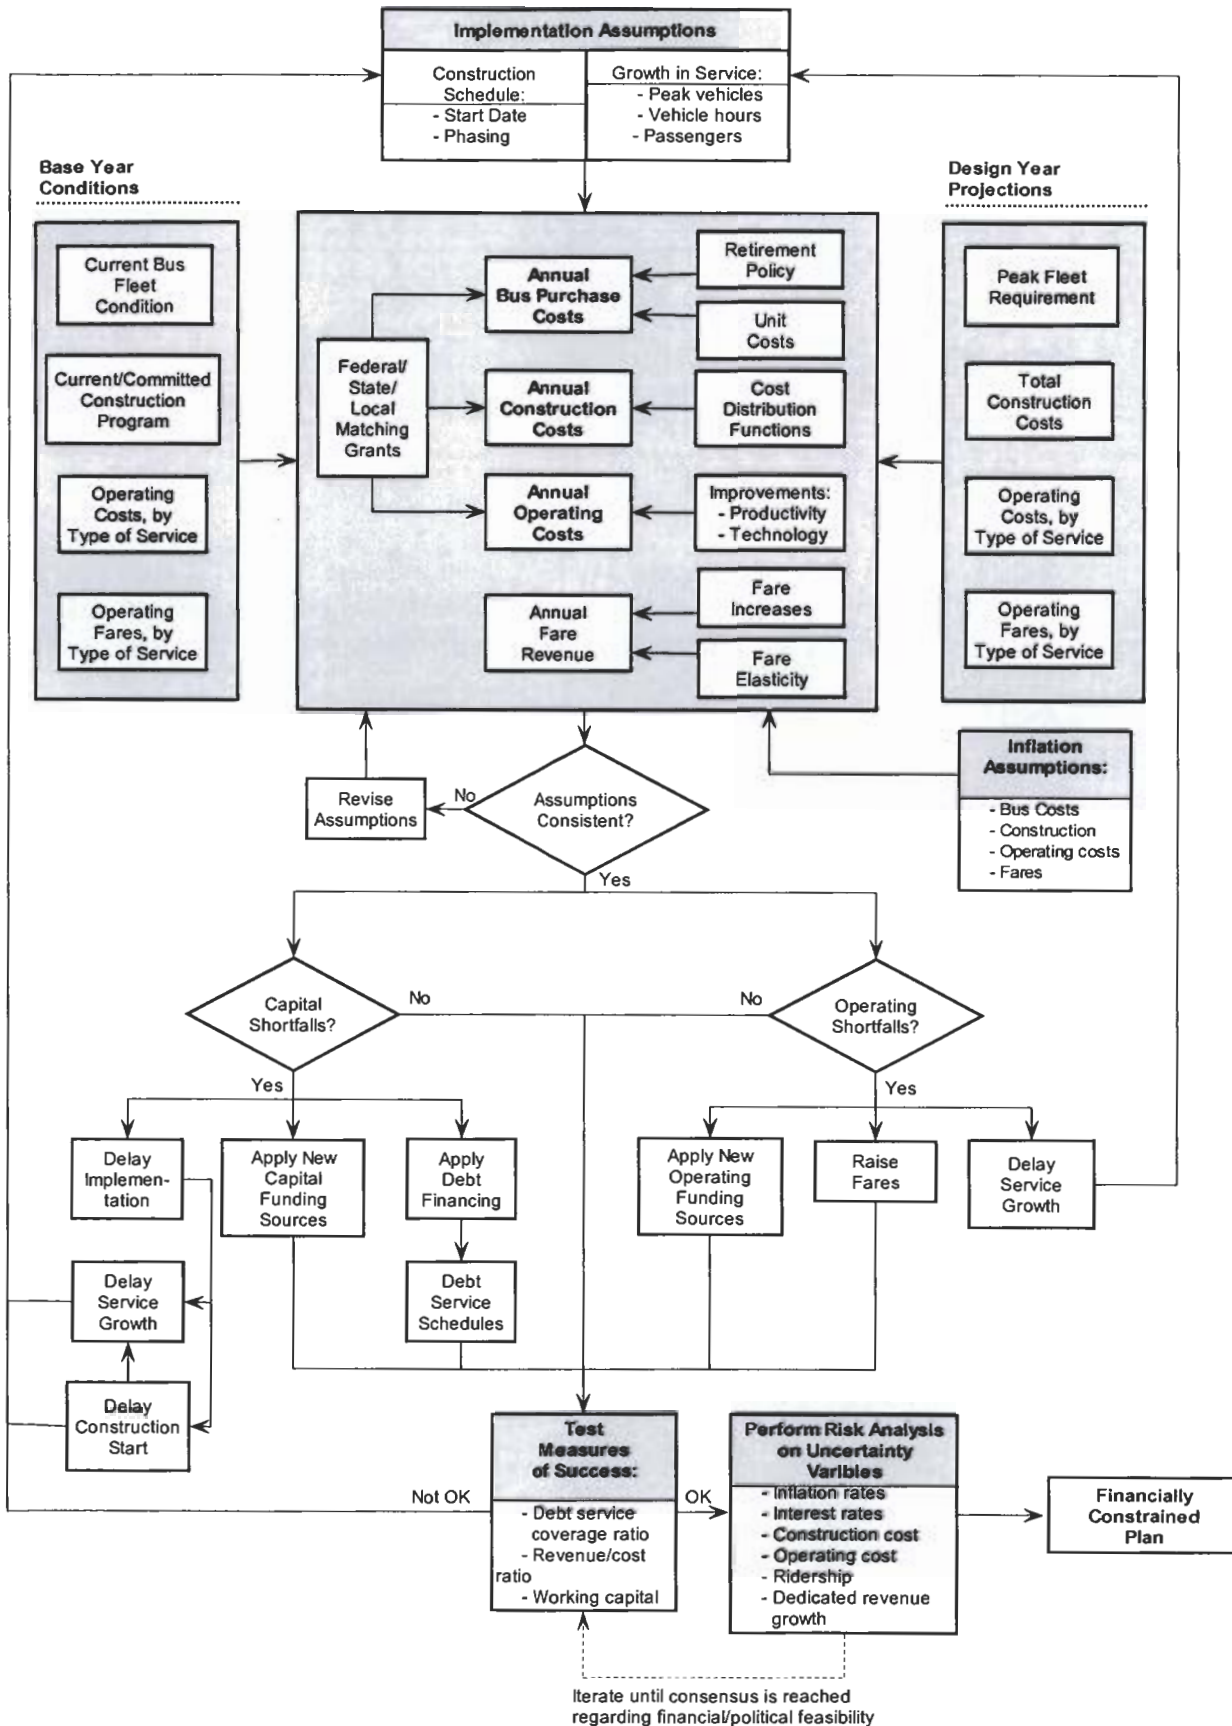 Implementation Assumptions
Construction
Schedule:
- Start Date
- Phasing
Growth in Service:
- Peak vehicles
- Vehicle hours
- Passengers
Base Year
Conditions
Current Bus
Fleet
Condition
Current/Committed
Construction
Program
Operating
Costs, by
Type of Service
Operating
Fares, by
Type of Service
Federal/
State/
Local
Matching
Grants
Annual
Bus Purchase
Costs
Annual
Construction
Costs
Annual
Operating
Costs
Annual
Fare
Revenue
Retirement
Policy
Unit
Costs
Cost
Distribution
Functions
Improvements:
- Productivity
- Technology
Fare
Increases
Fare
Elasticity
Design Year
Projections
Peak Fleet
Requirement
Total
Construction
Costs
Operating
Costs, by
Type of Service
Operating
Fares, by
Type of Service
Inflation
Assumptions:
- Bus Costs
- Construction
- Operating costs
- Fares
Revise
Assumptions
No
Assumptions
Consistent?
Yes
Capital
Shortfalls?
No
No
Operating
Shortfalls?
Yes
Yes
Delay
Implemen-
tation
Apply New
Capital
Funding
Sources
Apply
Debt
Financing
Apply New
Operating
Funding
Sources
Raise
Fares
Delay
Service
Growth
Delay
Service
Growth
Debt
Service
Schedules
Delay
Construction
Start
Not OK
Test
Measures
of Success:
- Debt service
coverage ratio
- Revenue/cost
ratio
- Working capital
OK
Perform Risk Analysis
on Uncertainty
Varibles
- Inflation rates
- Interest rates
- Construction cost
- Operating cost
- Ridership
- Dedicated revenue
growth
Financially
Constrained
Plan
Iterate until consensus is reached
regarding financial/political feasibility